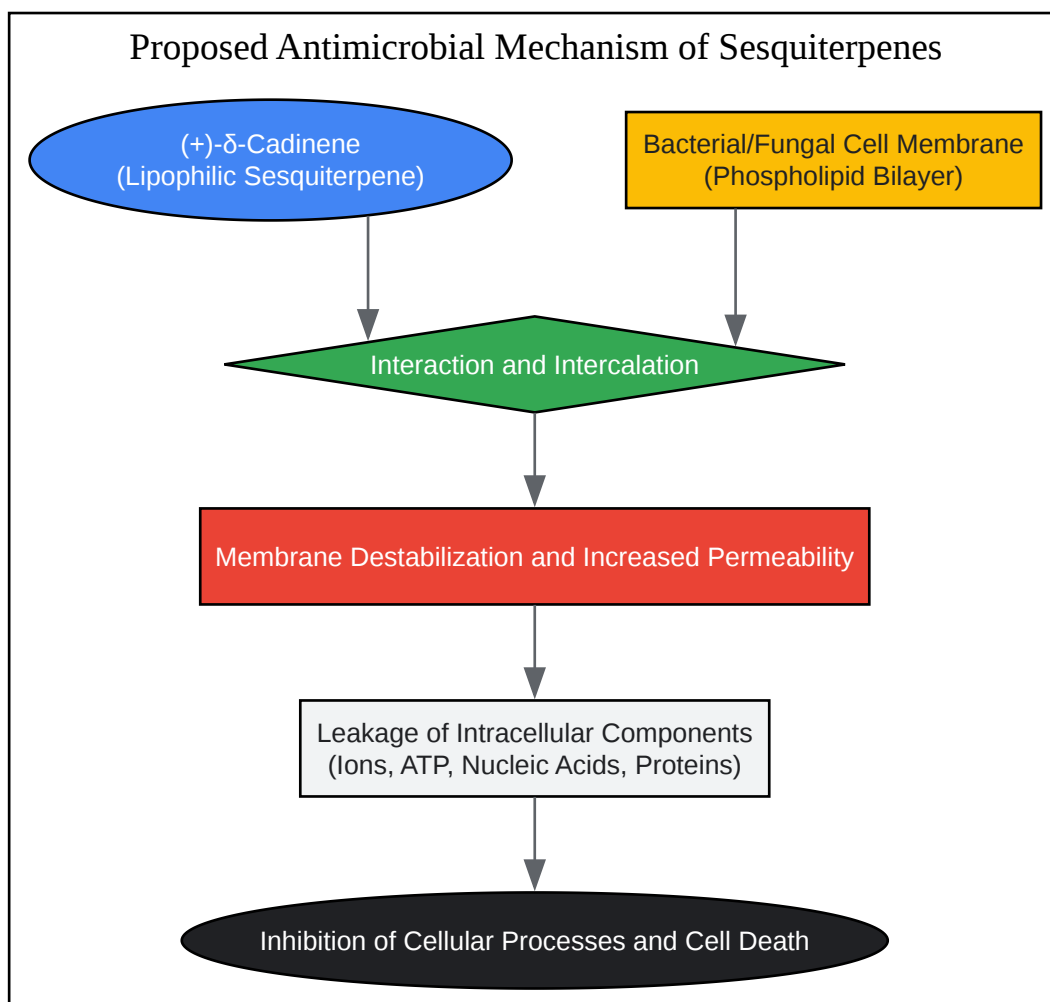 Proposed Antimicrobial Mechanism of Sesquiterpenes
(+)-δ-Cadinene
(Lipophilic Sesquiterpene)
Bacterial/Fungal Cell Membrane
(Phospholipid Bilayer)
Interaction and Intercalation
Membrane Destabilization and Increased Permeability
Leakage of Intracellular Components
(Ions, ATP, Nucleic Acids, Proteins)
Inhibition of Cellular Processes and Cell Death